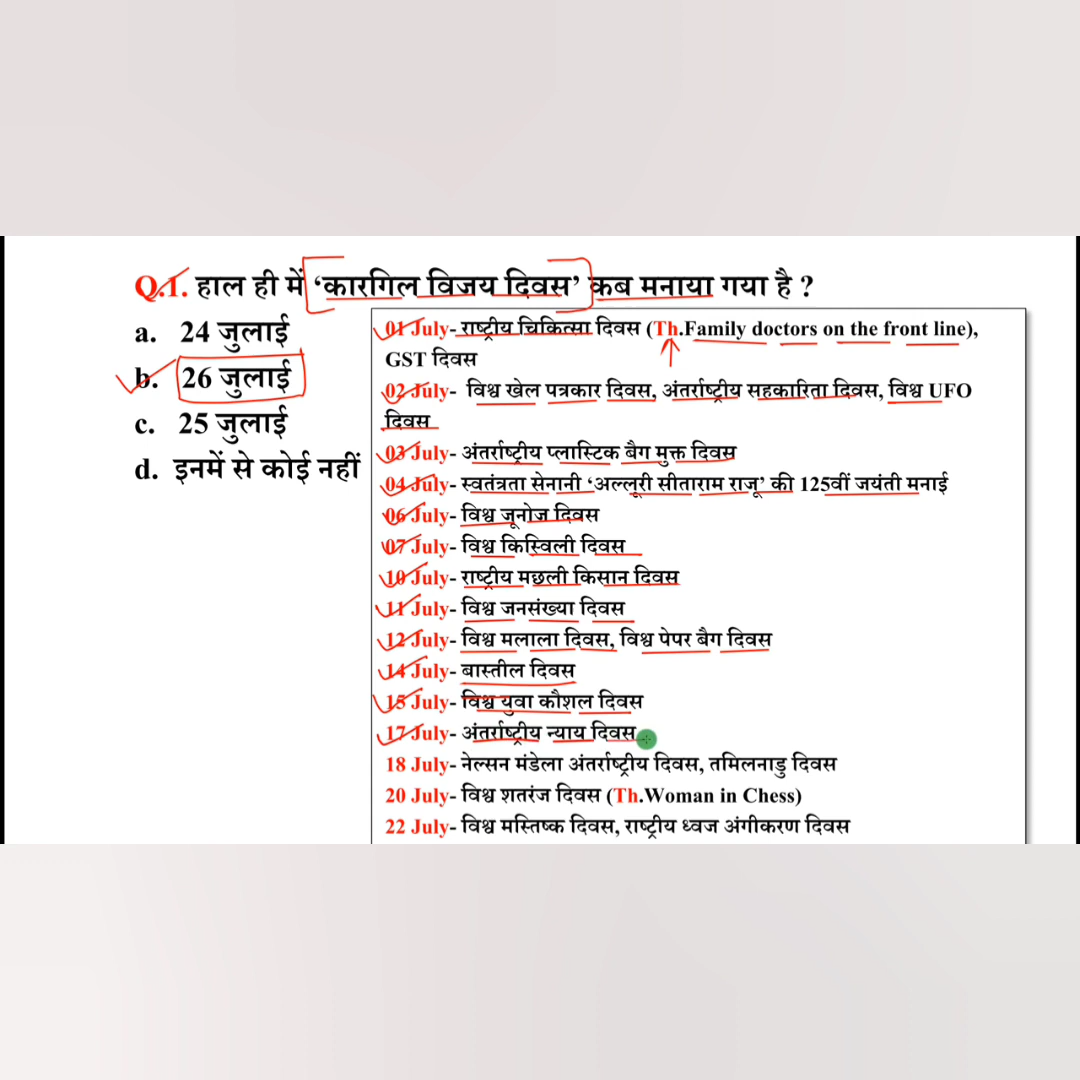 Q.1. हाल ही में ‘कारगिल विजय दिवस’ कब मनाया गया है ?
a. 24 जुलाई
b. 26 जुलाई
c. 25 जुलाई
d. इनमें से कोई नहीं
01 July- राष्ट्रीय चिकित्सा दिवस (Th.Family doctors on the front line),
GST दिवस
02 July- विश्व खेल पत्रकार दिवस, अंतर्राष्ट्रीय सहकारिता दिवस, विश्व UFO
दिवस
03 July- अंतर्राष्ट्रीय प्लास्टिक बैग मुक्त दिवस
04 July- स्वतंत्रता सेनानी ‘अल्लूरी सीताराम राजू’ की 125वीं जयंती मनाई
06 July- विश्व जूनोज दिवस
07 July- विश्व किस्विली दिवस
10 July- राष्ट्रीय मछली किसान दिवस
11 July- विश्व जनसंख्या दिवस
12 July- विश्व मलाला दिवस, विश्व पेपर बैग दिवस
14 July- बास्तील दिवस
15 July- विश्व युवा कौशल दिवस
17 July- अंतर्राष्ट्रीय न्याय दिवस
18 July- नेल्सन मंडेला अंतर्राष्ट्रीय दिवस, तमिलनाडु दिवस
20 July- विश्व शतरंज दिवस (Th.Woman in Chess)
22 July- विश्व मस्तिष्क दिवस, राष्ट्रीय ध्वज अंगीकरण दिवस